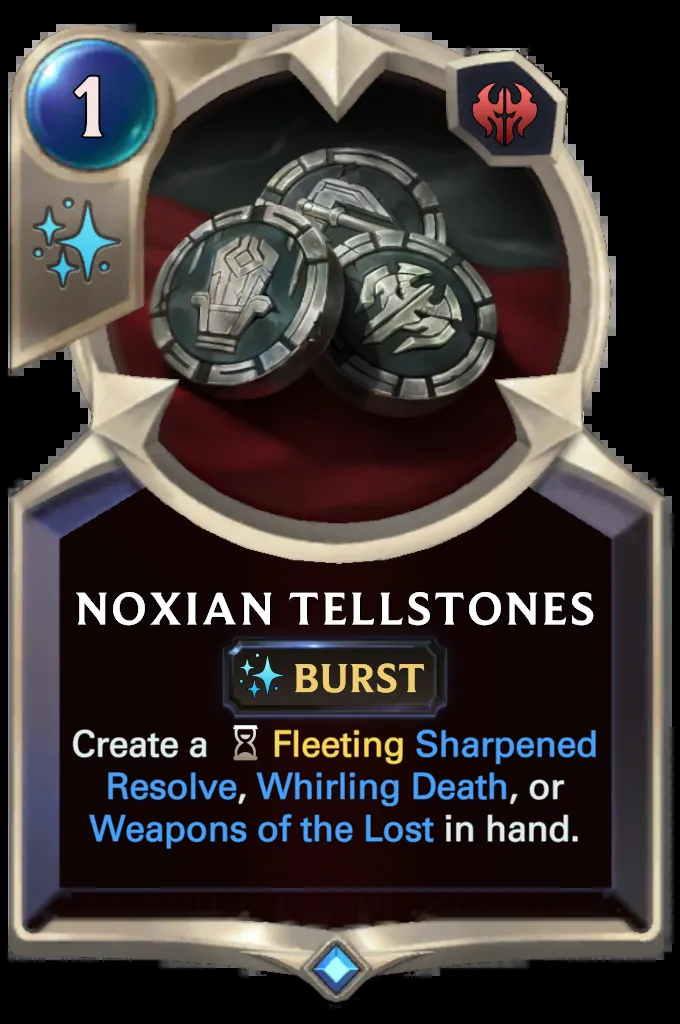 1
NOXIAN TELLSTONES
BURST
Create a Fleeting Sharpened
Resolve, Whirling Death, or
Weapons of the Lost in hand.